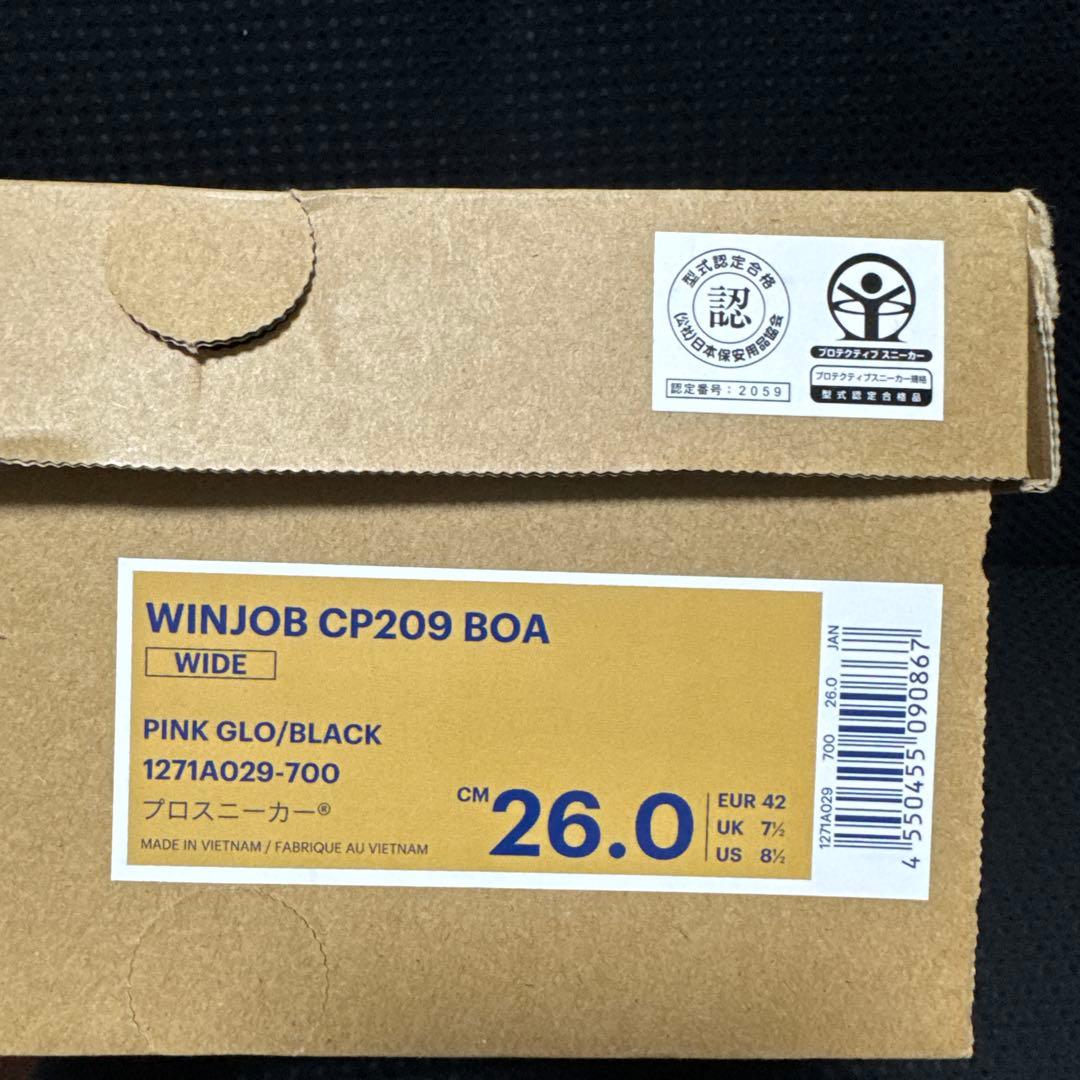 型式認定合格
認
(公社)日本保安用品協会
認定番号：2059
プロテクティブ スニーカー
プロテクティブスニーカー規格
型式認定合格品
WINJOB CP209 BOA
WIDE
PINK GLO/BLACK
1271A029-700
プロスニーカー®
MADE IN VIETNAM / FABRIQUE AU VIETNAM
CM 26.0
EUR 42
UK 7½
US 8½
1271A029 700 26.0 JAN
4 550455 090867